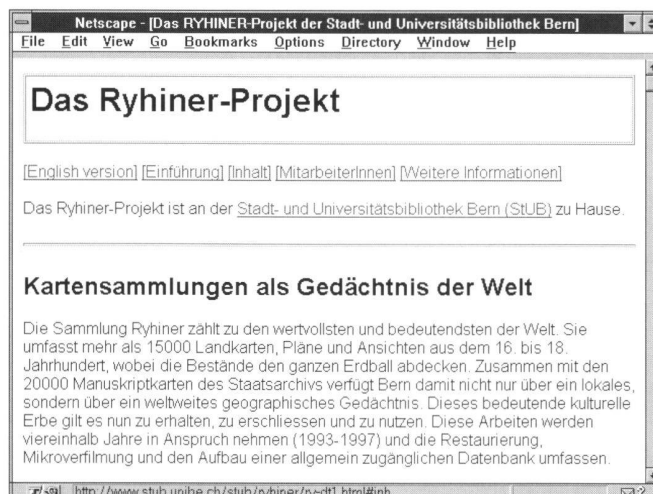 Netscape - [Das RYHINER-Projekt der Stadt- und Universitätsbibliothek Bern]
File Edit View Go Bookmarks Options Directory Window Help
Das Ryhiner-Projekt
[English version] [Einführung] [Inhalt] [MitarbeiterInnen] [Weitere Informationen]
Das Ryhiner-Projekt ist an der Stadt- und Universitätsbibliothek Bern (StUB) zu Hause.
Kartensammlungen als Gedächtnis der Welt
Die Sammlung Ryhiner zählt zu den wertvollsten und bedeutendsten der Welt. Sie
umfasst mehr als 15000 Landkarten, Pläne und Ansichten aus dem 16. bis 18.
Jahrhundert, wobei die Bestände den ganzen Erdball abdecken. Zusammen mit den
20000 Manuskriptkarten des Staatsarchivs verfügt Bern damit nicht nur über ein lokales,
sondern über ein weltweites geographisches Gedächtnis. Dieses bedeutende kulturelle
Erbe gilt es nun zu erhalten, zu erschliessen und zu nutzen. Diese Arbeiten werden
viereinhalb Jahre in Anspruch nehmen (1993-1997) und die Restaurierung,
Mikroverfilmung und den Aufbau einer allgemein zugänglichen Datenbank umfassen.